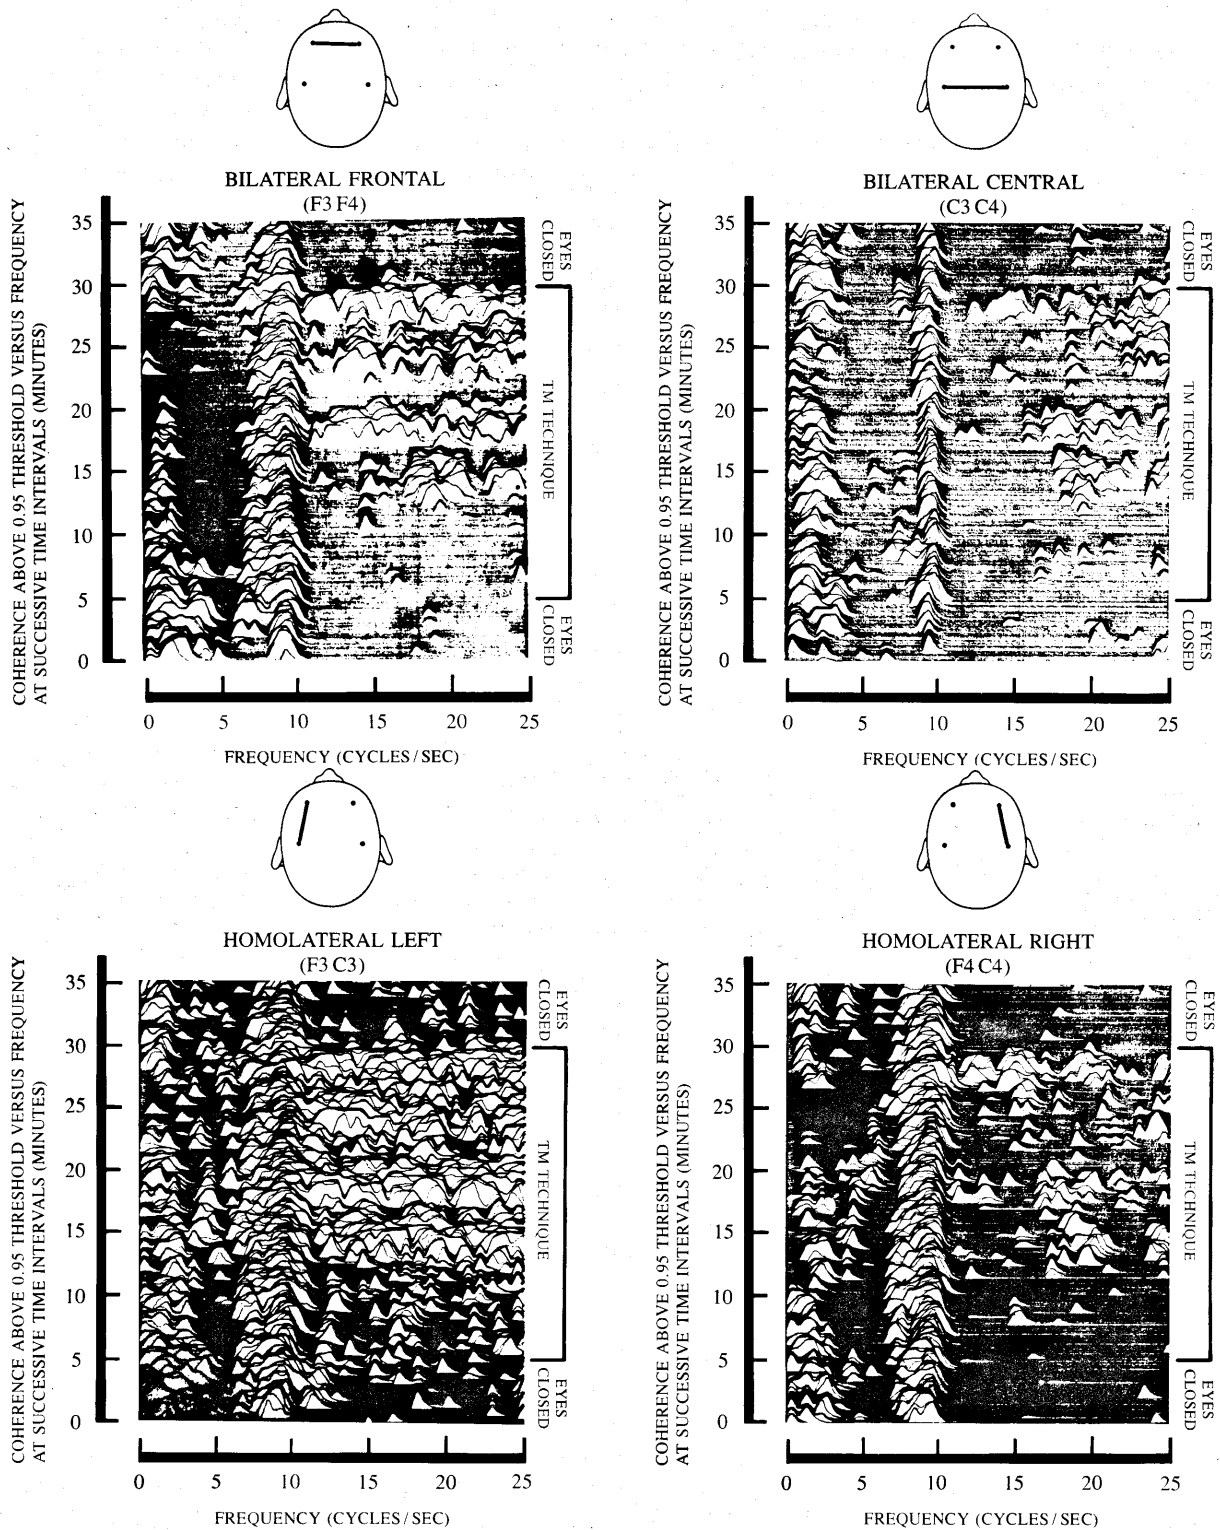 BILATERAL FRONTAL
(F3 F4)
COHERENCE ABOVE 0.95 THRESHOLD VERSUS FREQUENCY
AT SUCCESSIVE TIME INTERVALS (MINUTES)
35
30
25
20
15
10
5
0
EYES
CLOSED
TM TECHNIQUE
EYES
CLOSED
0 5 10 15 20 25
FREQUENCY (CYCLES/SEC)
BILATERAL CENTRAL
(C3 C4)
COHERENCE ABOVE 0.95 THRESHOLD VERSUS FREQUENCY
AT SUCCESSIVE TIME INTERVALS (MINUTES)
35
30
25
20
15
10
5
0
EYES
CLOSED
TM TECHNIQUE
EYES
CLOSED
0 5 10 15 20 25
FREQUENCY (CYCLES/SEC)
HOMOLATERAL LEFT
(F3 C3)
COHERENCE ABOVE 0.95 THRESHOLD VERSUS FREQUENCY
AT SUCCESSIVE TIME INTERVALS (MINUTES)
35
30
25
20
15
10
5
0
EYES
CLOSED
TM TECHNIQUE
EYES
CLOSED
0 5 10 15 20 25
FREQUENCY (CYCLES/SEC)
HOMOLATERAL RIGHT
(F4 C4)
COHERENCE ABOVE 0.95 THRESHOLD VERSUS FREQUENCY
AT SUCCESSIVE TIME INTERVALS (MINUTES)
35
30
25
20
15
10
5
0
EYES
CLOSED
TM TECHNIQUE
EYES
CLOSED
0 5 10 15 20 25
FREQUENCY (CYCLES/SEC)